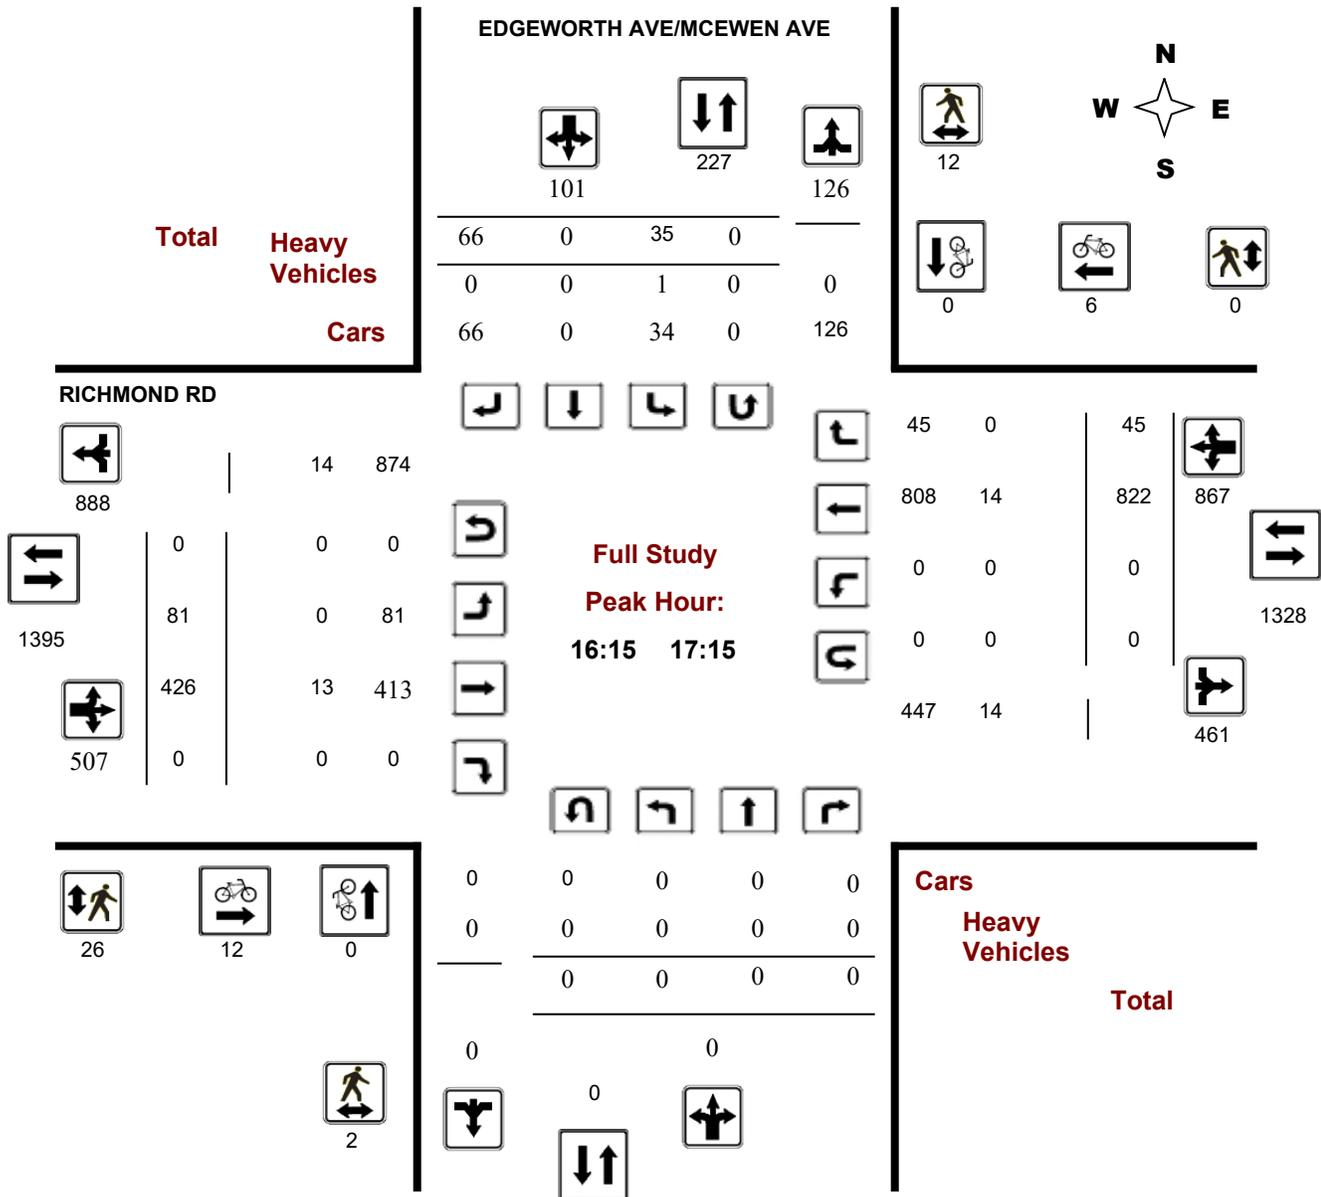 EDGEWORTH AVE/MCEWEN AVE
N
W E
S
12
227
101 126
Total Heavy Vehicles
66 0 35 0
0 0 1 0 0
Cars 66 0 34 0 126
0 6 0
RICHMOND RD
14 874
888
0 0 0
81 0 81
1395
426 13 413
507 0 0 0
Full Study
Peak Hour:
16:15 17:15
45 0 45
808 14 822 867
0 0 0
1328
0 0 0
447 14
461
26 12 0
2
0 0 0 0 0
0 0 0 0 0
0 0 0 0
0 0
0
Cars
Heavy
Vehicles
Total